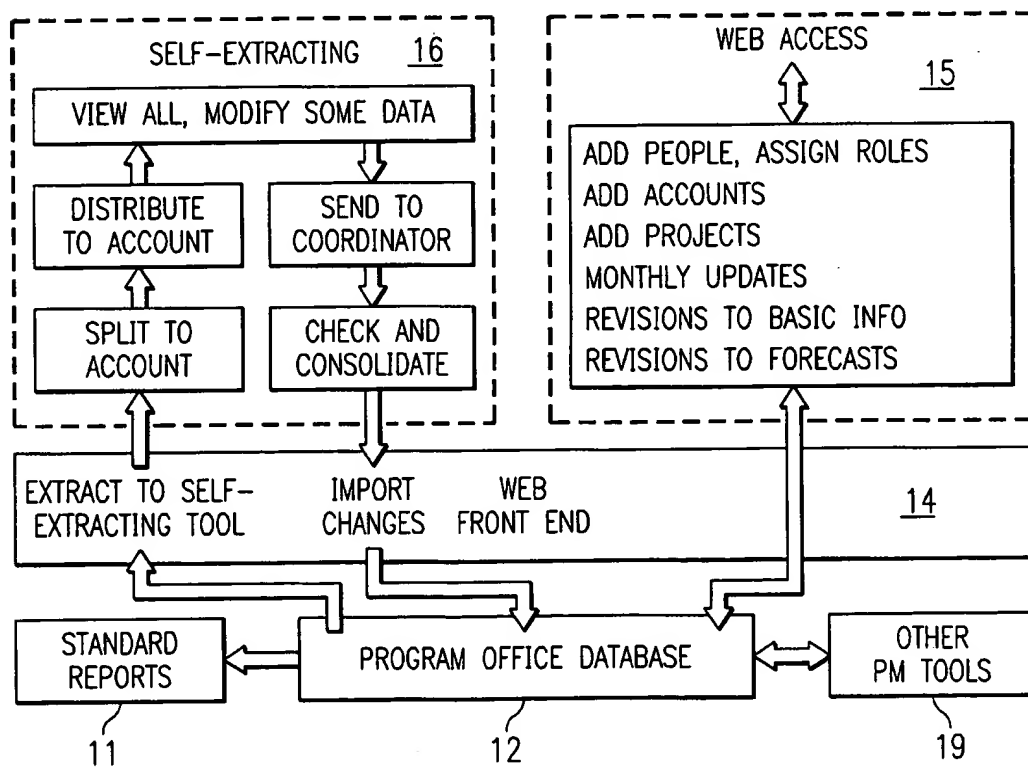 SELF-EXTRACTING 16
VIEW ALL, MODIFY SOME DATA
DISTRIBUTE
TO ACCOUNT
SEND TO
COORDINATOR
SPLIT TO
ACCOUNT
CHECK AND
CONSOLIDATE
WEB ACCESS
15
ADD PEOPLE, ASSIGN ROLES
ADD ACCOUNTS
ADD PROJECTS
MONTHLY UPDATES
REVISIONS TO BASIC INFO
REVISIONS TO FORECASTS
EXTRACT TO SELF-
EXTRACTING TOOL
IMPORT
CHANGES
WEB
FRONT END
14
STANDARD
REPORTS
PROGRAM OFFICE DATABASE
OTHER
PM TOOLS
11
12
19